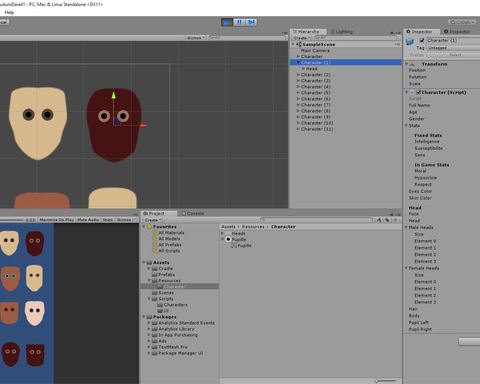 udumDare41 - PC, Mac & Linux Standalone <DX11>
Help
Gizmos
Maximize On Play Mute Audio Stats Gizmos
Hierarchy
Lighting
Create
SampleScene
Main Camera
Character
Character (1)
Head
Character (2)
Character (3)
Character (4)
Character (5)
Character (6)
Character (7)
Character (8)
Character (9)
Character (10)
Character (11)
Project
Console
Create
Favorites
All Materials
All Models
All Prefabs
All Scripts
Assets
Cradle
Prefabs
Resources
Character
Scenes
Scripts
Characters
UI
Packages
Analytics Standard Events
Analytics Library
In App Purchasing
Ads
TextMesh Pro
Package Manager UI
Assets Resources Character
Heads
Pupille
Pupille
Collab
Inspector
Inspector
Character (1)
Tag Untagged
Transform
Position
Rotation
Scale
Character (Script)
Script
Full Name
Age
Gender
Stats
Fixed Stats
Intelligence
Susceptibilite
Sens
In Game Stats
Moral
Hypocrisie
Respect
Eyes Color
Skin Color
Head
Face
Male Heads
Size
Element 0
Element 1
Element 2
Element 3
Female Heads
Size
Element 0
Element 1
Element 2
Element 3
Hair
Body
Pupil Left
Pupil Right